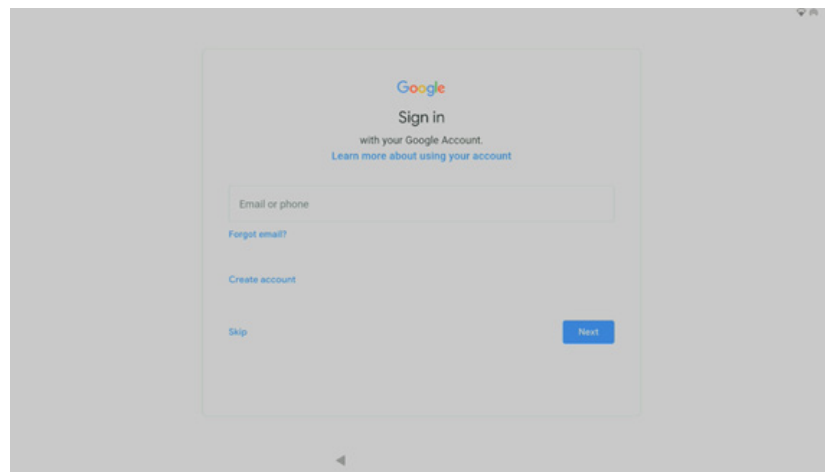 Google
Sign in
with your Google Account.
Learn more about using your account
Email or phone
Forgot email?
Create account
Skip
Next